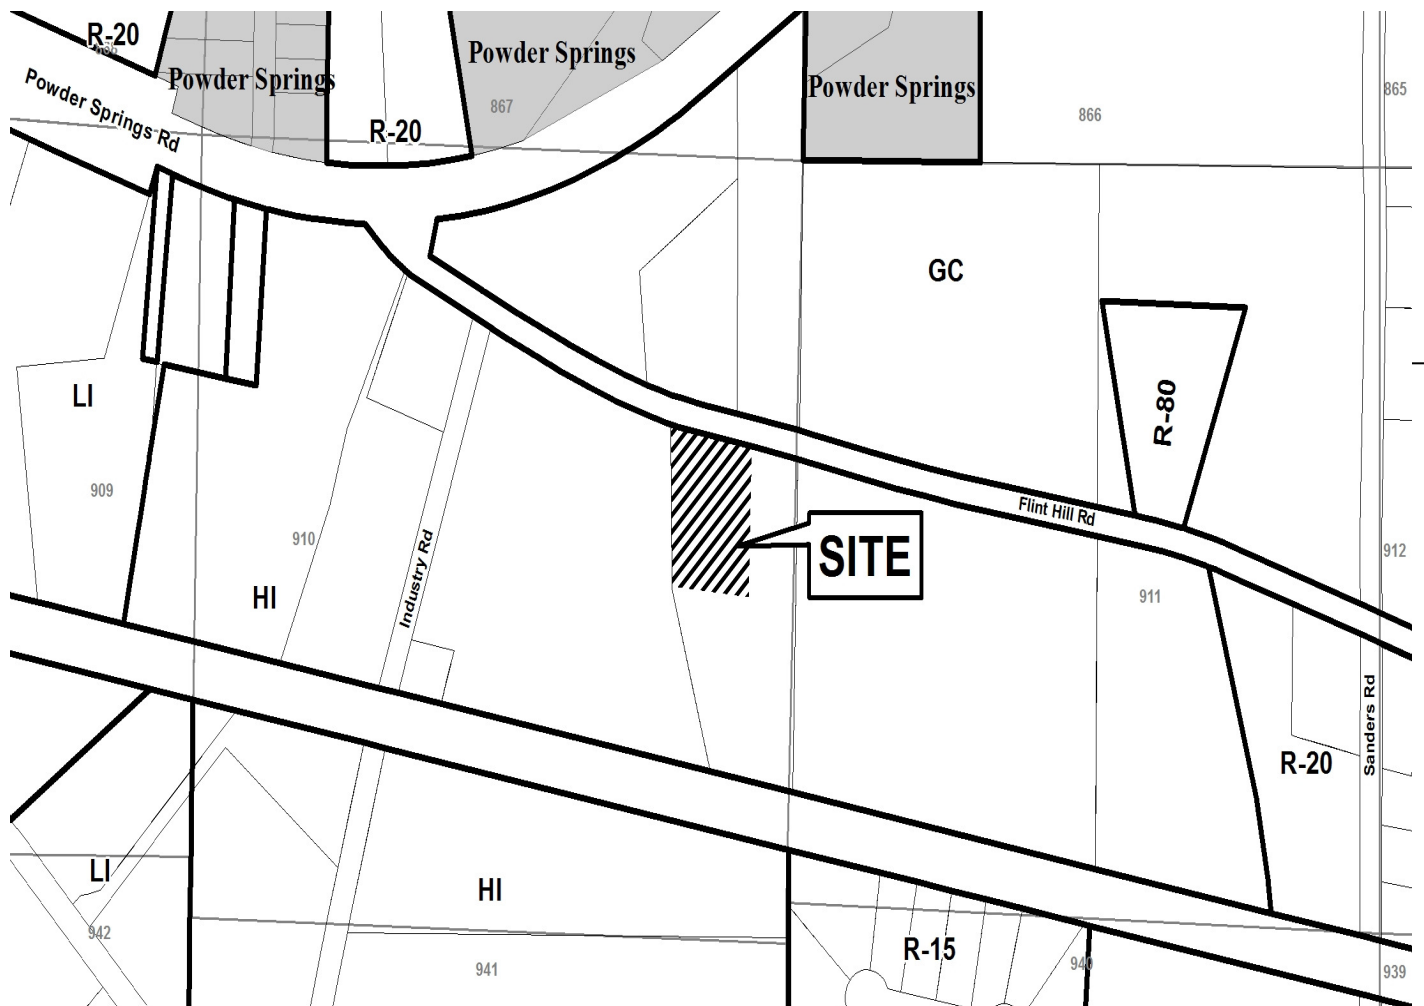 R-20
Powder Springs
Powder Springs
Powder Springs
865
Powder Springs Rd
867
866
R-20
GC
LI
R-80
909
910
Industry Rd
HI
SITE
Flint Hill Rd
911
912
Sanders Rd
R-20
LI
HI
R-15
942
941
940
939